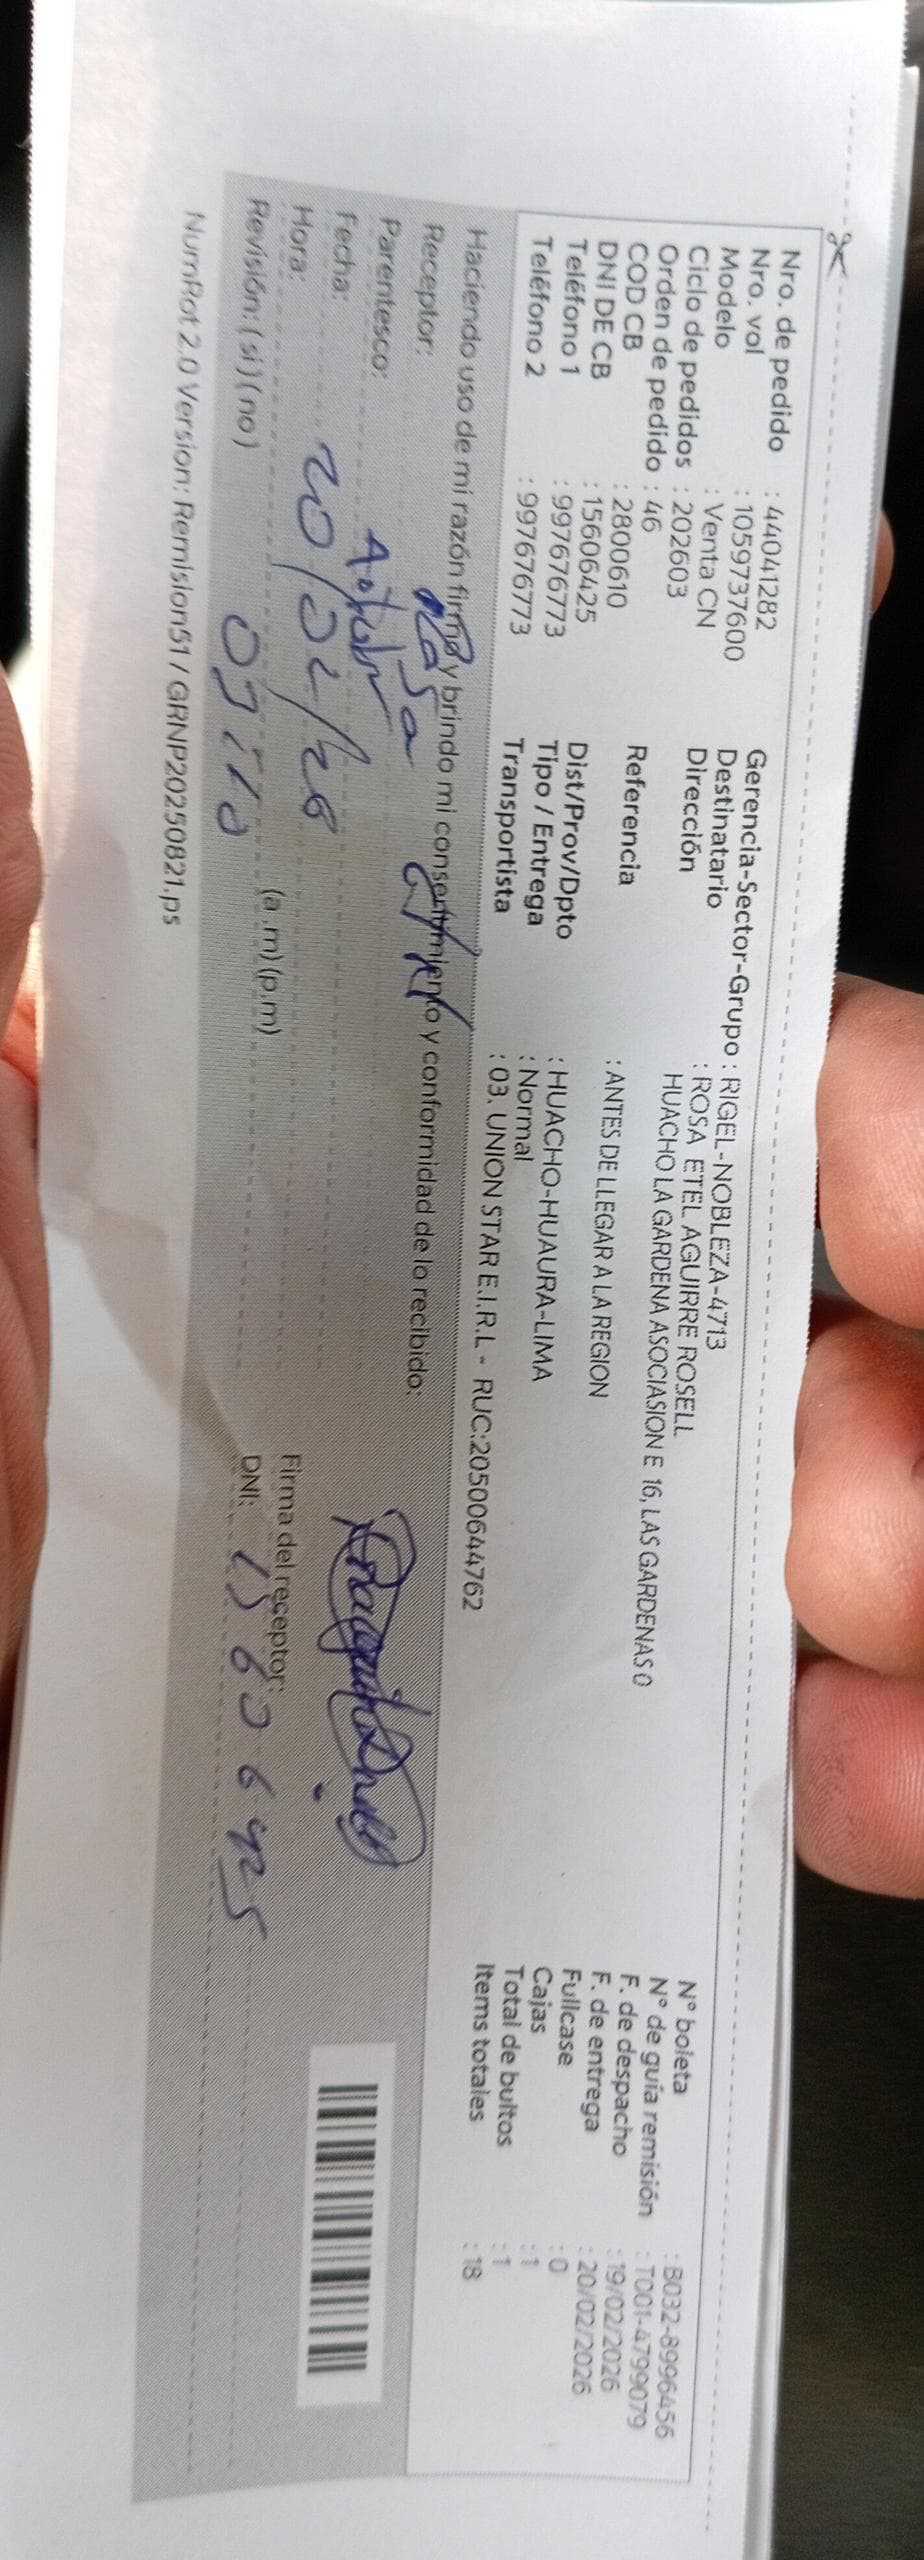 Nro. de pedido : 44041282
Nro. vol : 1059737600
Modelo : Venta CN
Ciclo de pedidos : 202603
Orden de pedido : 46
COD CB : 2800610
DNI DE CB : 15606425
Teléfono 1 : 997676773
Teléfono 2 : 997676773
Gerencia-Sector-Grupo : RIGEL-NOBLEZA-4713
Destinatario : ROSA ETEL AGUIRRE ROSELL
Dirección HUACHO LA GARDENA ASOCIASION E 16, LAS GARDENAS 0
Referencia : ANTES DE LLEGAR A LA REGION
Dist/Prov/Dpto : HUACHO-HUAURA-LIMA
Tipo / Entrega : Normal
Transportista : 03. UNION STAR E.I.R.L - RUC:20500644762
N° boleta : B032-8996456
N° de guía remisión : T001-4799079
F. de despacho : 19/02/2026
F. de entrega : 20/02/2026
Fullcase : 0
Cajas : 1
Total de bultos : 1
Items totales : 18
Haciendo uso de mi razón firmo y brindo mi consentimiento y conformidad de lo recibido:
Receptor: Rosa
Parentesco:
Fecha: 20/02/26
Hora: (a.m) (p.m)
Revisión: ( si ) ( no )
Firma del receptor:
DNI: 15606425
NumRot 2.0 Version: Remision51 / GRNP20250821.ps